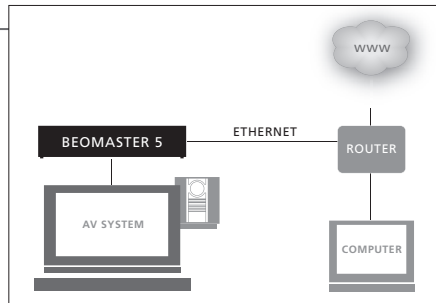 WWW
ETHERNET
BEOMASTER 5
ROUTER
AV SYSTEM
COMPUTER